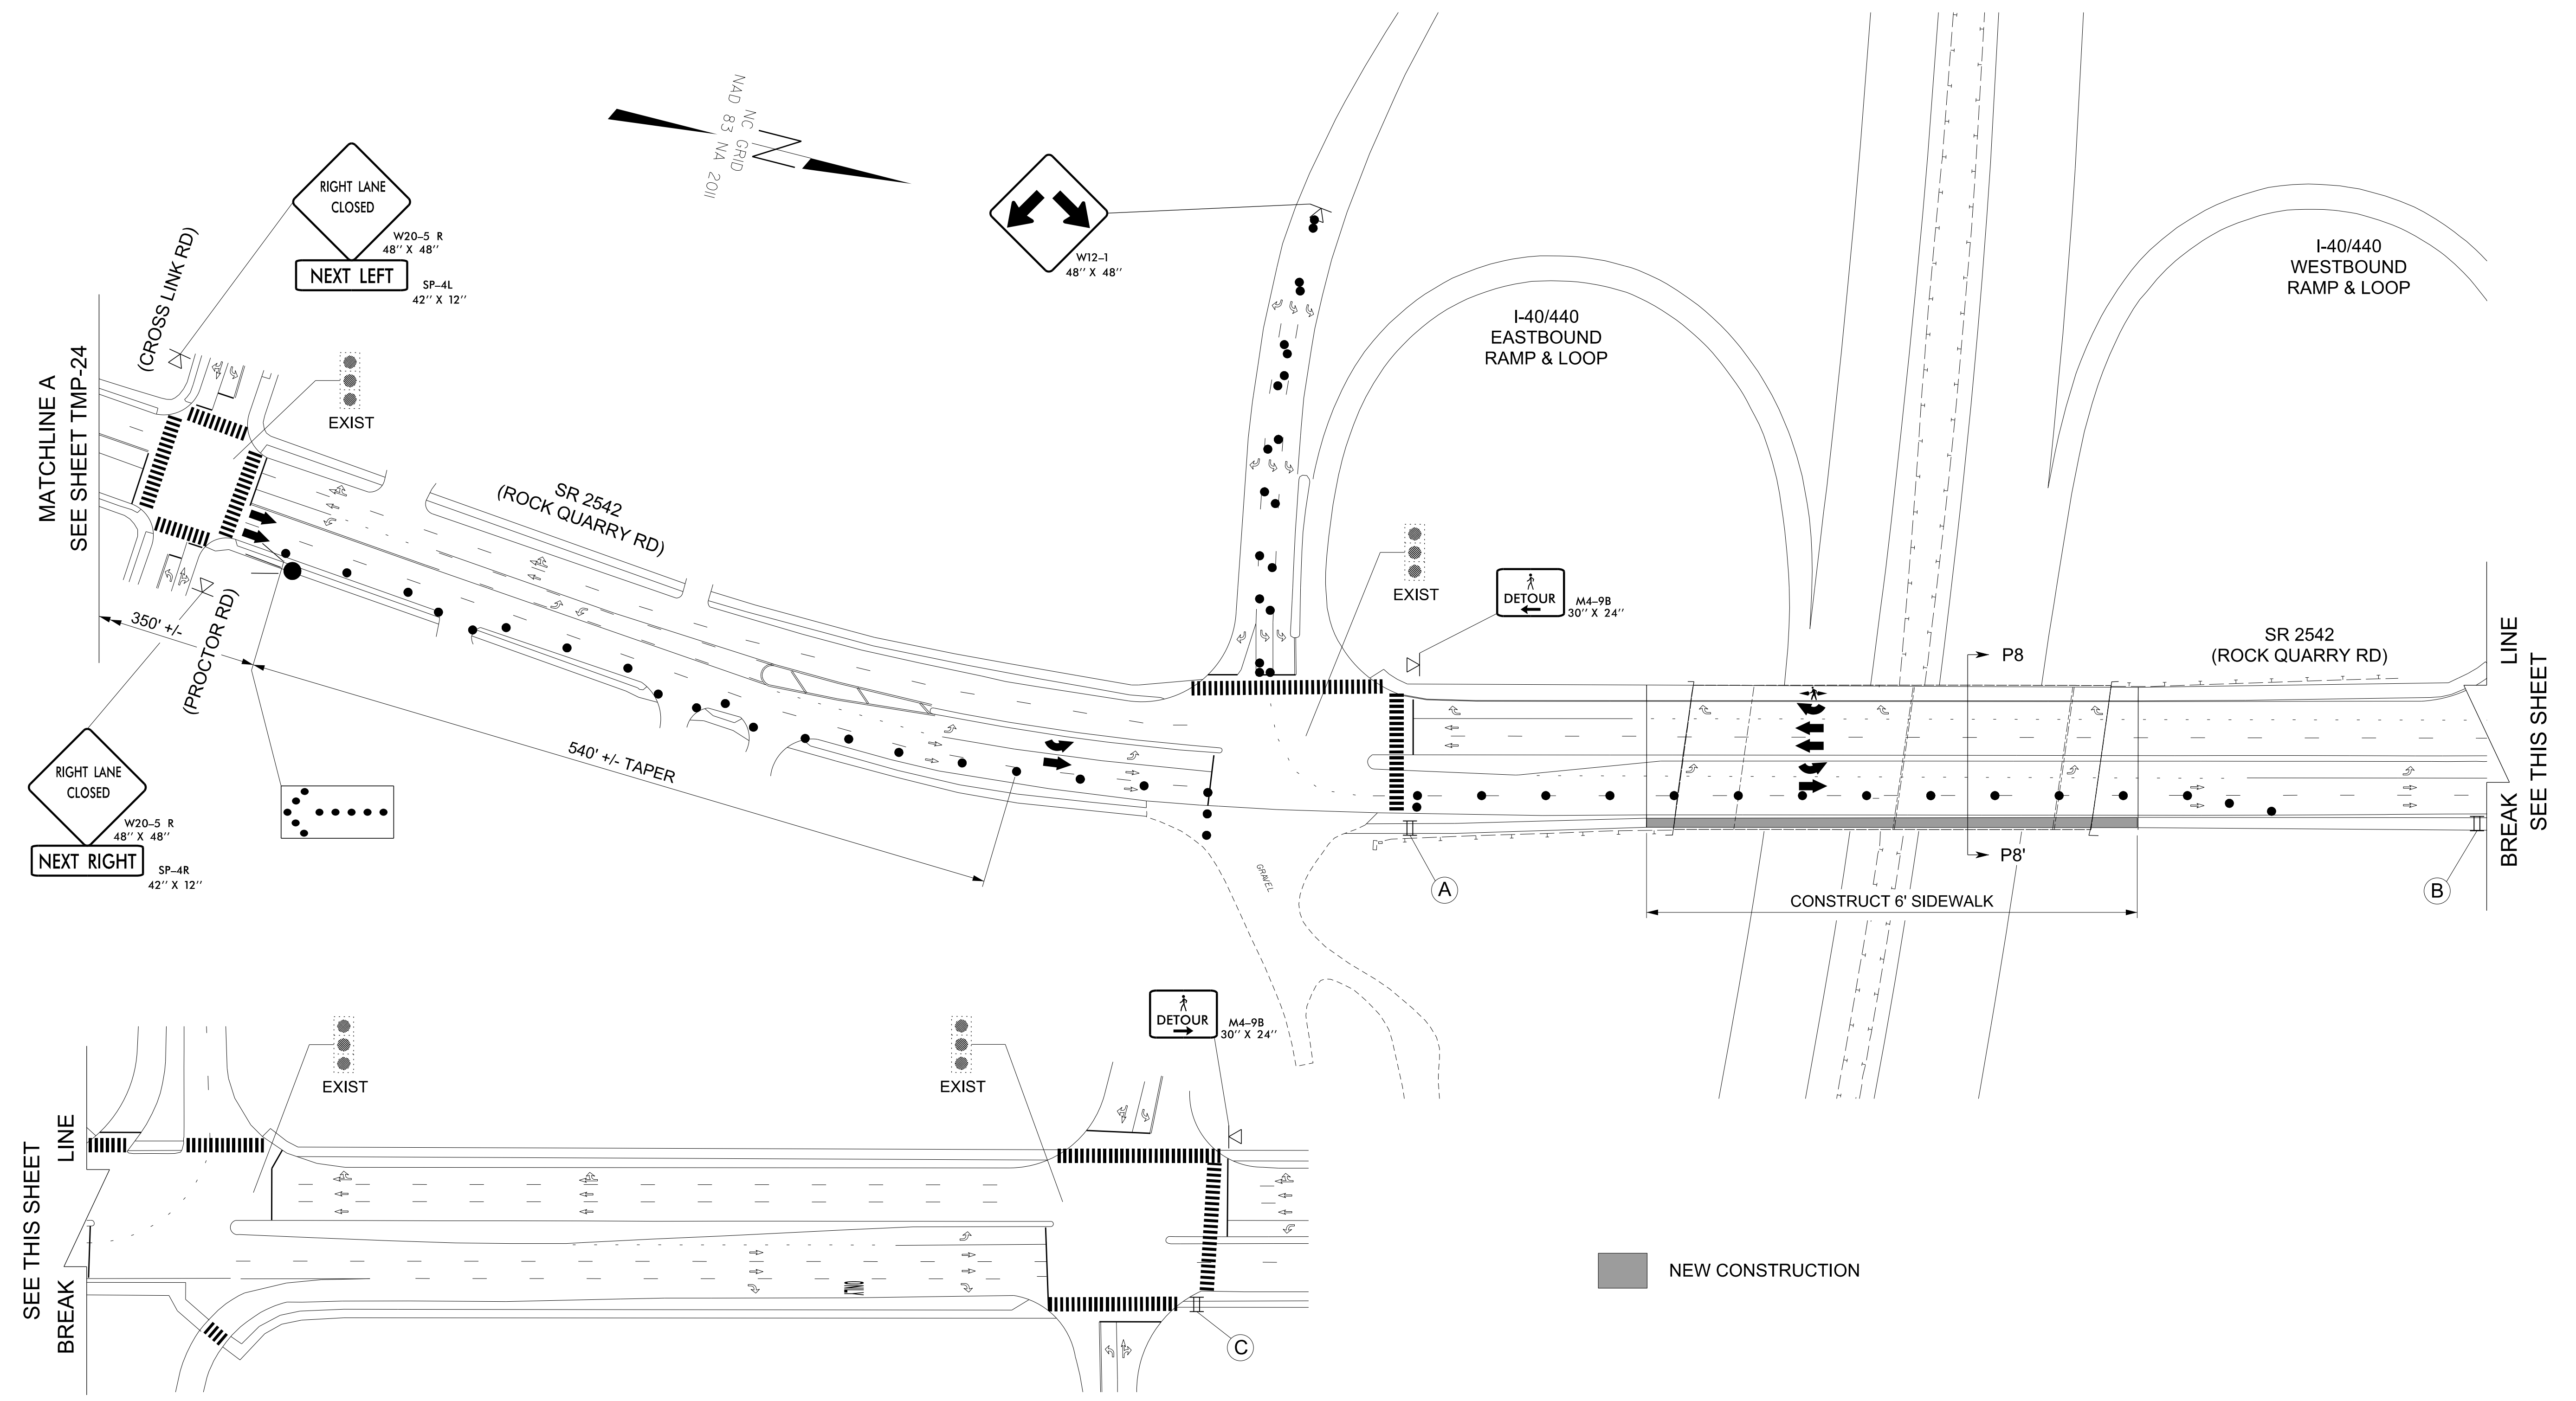 NC GRID
NAD 83 NA 2011
RIGHT LANE
CLOSED
W20-5 R
48'' X 48''
NEXT LEFT
SP-4L
42'' X 12''
(CROSS LINK RD)
MATCHLINE A
SEE SHEET TMP-24
EXIST
SR 2542
(ROCK QUARRY RD)
W12-1
48'' X 48''
I-40/440
EASTBOUND
RAMP & LOOP
I-40/440
WESTBOUND
RAMP & LOOP
EXIST
DETOUR
M4-9B
30'' X 24''
P8
SR 2542
(ROCK QUARRY RD)
BREAK LINE
SEE THIS SHEET
350' +/-
(PROCTOR RD)
540' +/- TAPER
RIGHT LANE
CLOSED
W20-5 R
48'' X 48''
NEXT RIGHT
SP-4R
42'' X 12''
GRAVEL
A
P8'
B
CONSTRUCT 6' SIDEWALK
EXIST
EXIST
DETOUR
M4-9B
30'' X 24''
SEE THIS SHEET
BREAK LINE
C
NEW CONSTRUCTION